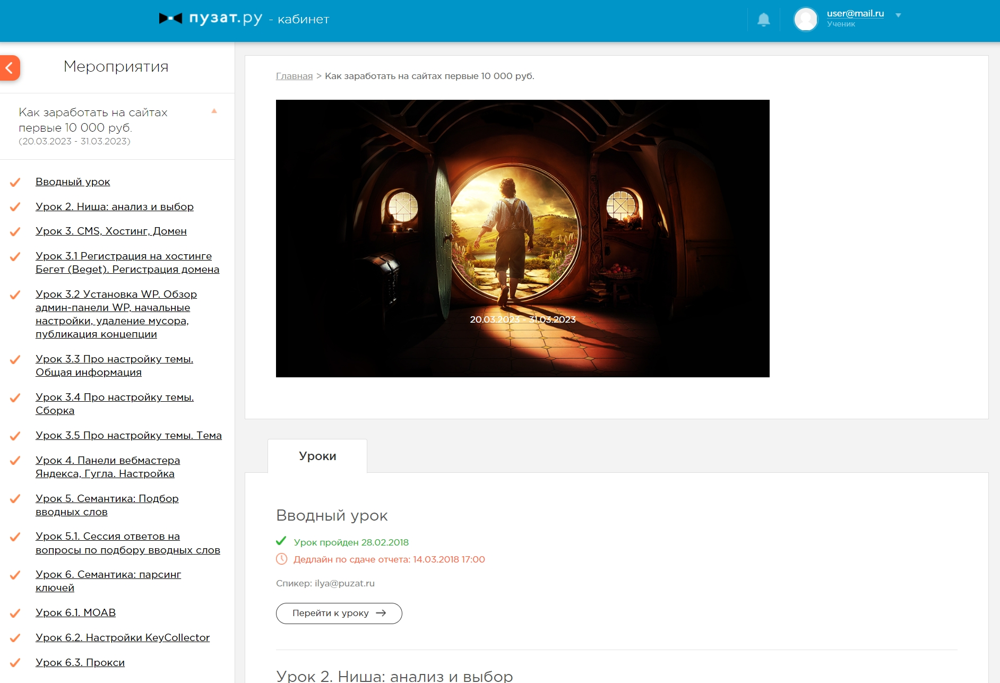 пузат.ру - кабинет
user@mail.ru
Ученик
Мероприятия
Как заработать на сайтах
первые 10 000 руб.
(20.03.2023 - 31.03.2023)
Вводный урок
Урок 2. Ниша: анализ и выбор
Урок 3. CMS, Хостинг, Домен
Урок 3.1 Регистрация на хостинге
Бегет (Beget). Регистрация домена
Урок 3.2 Установка WP. Обзор
админ-панели WP, начальные
настройки, удаление мусора,
публикация концепции
Урок 3.3 Про настройку темы.
Общая информация
Урок 3.4 Про настройку темы.
Сборка
Урок 3.5 Про настройку темы. Тема
Урок 4. Панели вебмастера
Яндекса, Гугла. Настройка
Урок 5. Семантика: Подбор
вводных слов
Урок 5.1. Сессия ответов на
вопросы по подбору вводных слов
Урок 6. Семантика: парсинг
ключей
Урок 6.1. MOAB
Урок 6.2. Настройки KeyCollector
Урок 6.3. Прокси
Главная > Как заработать на сайтах первые 10 000 руб.
20.03.2023 - 31.03.2023
Уроки
Вводный урок
Урок пройден 28.02.2018
Дедлайн по сдаче отчета: 14.03.2018 17:00
Спикер: ilya@puzat.ru
Перейти к уроку →
Урок 2. Ниша: анализ и выбор